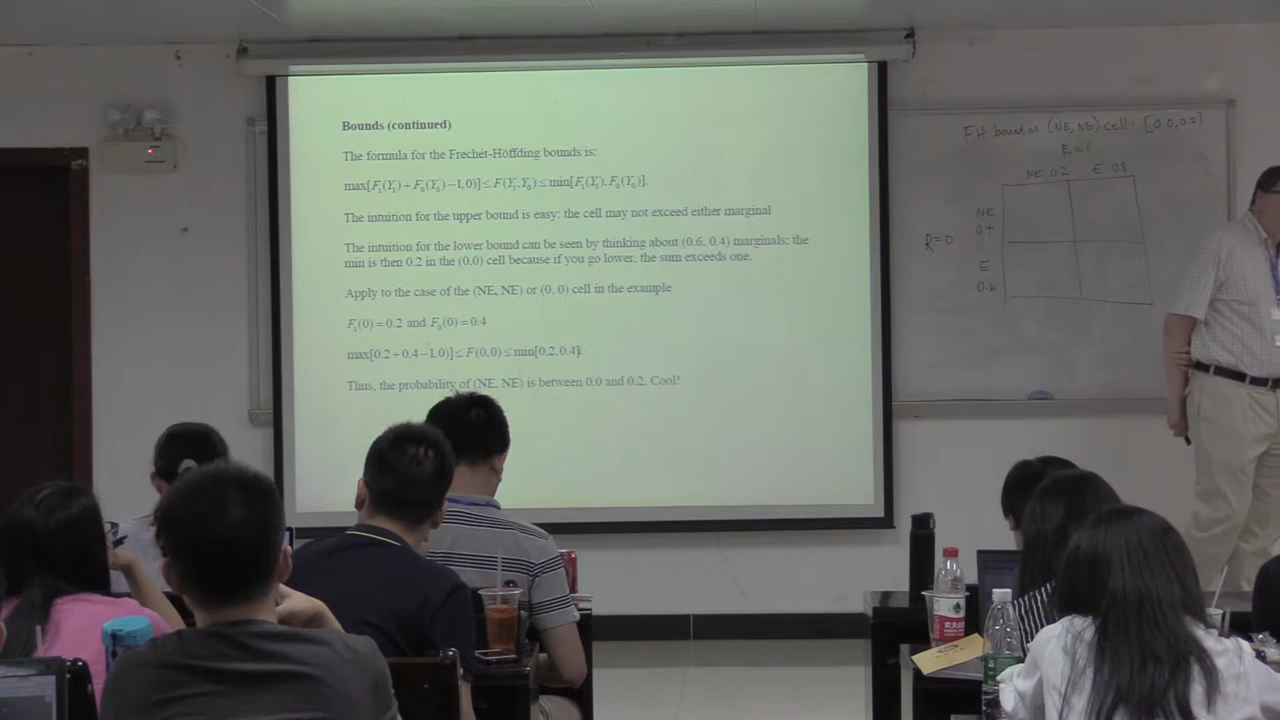 Bounds (continued)
The formula for the Frechet-Höffding bounds is:
max[F₁(Y₁)+F₀(Y₀)−1,0)]≤F(Y₁,Y₀)≤min[F₁(Y₁),F₀(Y₀)].
The intuition for the upper bound is easy: the cell may not exceed either marginal
The intuition for the lower bound can be seen by thinking about (0.6, 0.4) marginals; the
min is then 0.2 in the (0.0) cell because if you go lower, the sum exceeds one.
Apply to the case of the (NE, NE) or (0, 0) cell in the example
F₁(0)=0.2 and F₀(0)=0.4
max[0.2+0.4−1,0)]≤F(0,0)≤min[0.2,0.4].
Thus, the probability of (NE, NE) is between 0.0 and 0.2. Cool!
FH bound on (NE, NE) cell: [0.0, 0.2]
R=1
NE 0.2 E 0.8
NE
0.4
R=0
E
0.6